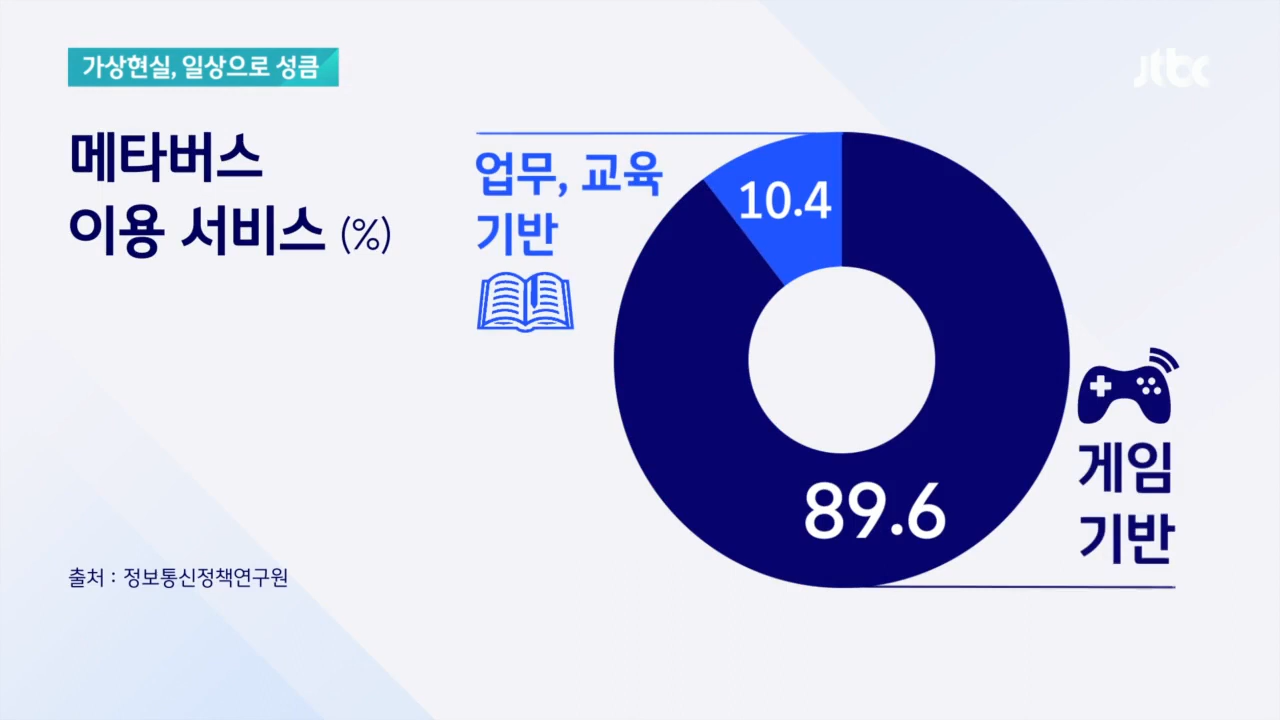 가상현실, 일상으로 성큼
jtbc
메타버스
이용 서비스 (%)
업무, 교육
기반
10.4
89.6
게임
기반
출처 : 정보통신정책연구원